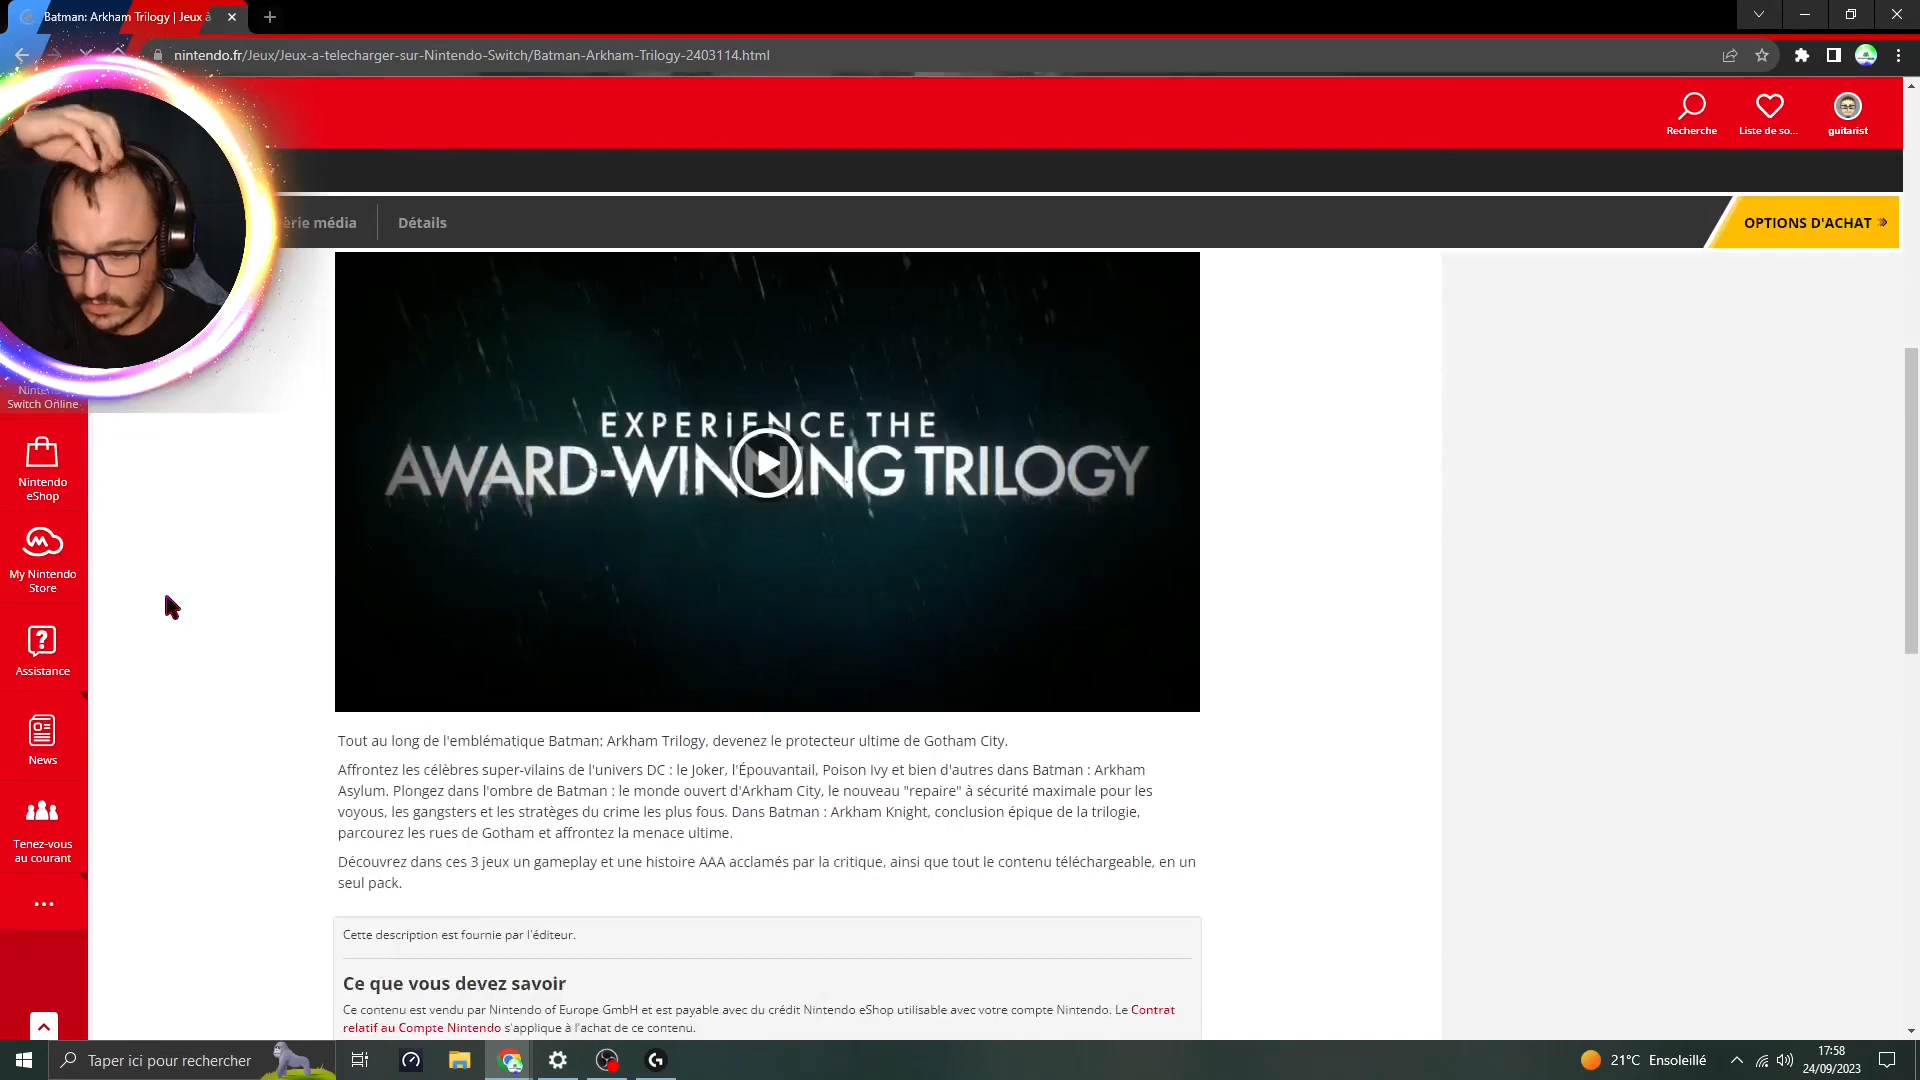 Batman: Arkham Trilogy | Jeux à
nintendo.fr/Jeux/Jeux-a-telecharger-sur-Nintendo-Switch/Batman-Arkham-Trilogy-2403114.html
Recherche
Liste de so...
guitarist
érie média
Détails
OPTIONS D'ACHAT
EXPERIENCE THE
AWARD-WINNING TRILOGY
Switch Online
Nintendo
eShop
My Nintendo
Store
Assistance
News
Tenez-vous
au courant
Tout au long de l'emblématique Batman: Arkham Trilogy, devenez le protecteur ultime de Gotham City.
Affrontez les célèbres super-vilains de l'univers DC : le Joker, l'Épouvantail, Poison Ivy et bien d'autres dans Batman : Arkham
Asylum. Plongez dans l'ombre de Batman : le monde ouvert d'Arkham City, le nouveau "repaire" à sécurité maximale pour les
voyous, les gangsters et les stratèges du crime les plus fous. Dans Batman : Arkham Knight, conclusion épique de la trilogie,
parcourez les rues de Gotham et affrontez la menace ultime.
Découvrez dans ces 3 jeux un gameplay et une histoire AAA acclamés par la critique, ainsi que tout le contenu téléchargeable, en un
seul pack.
Cette description est fournie par l'éditeur.
Ce que vous devez savoir
Ce contenu est vendu par Nintendo of Europe GmbH et est payable avec du crédit Nintendo eShop utilisable avec votre compte Nintendo. Le Contrat
relatif au Compte Nintendo s'applique à l'achat de ce contenu.
Taper ici pour rechercher
21°C Ensoleillé
17:58
24/09/2023